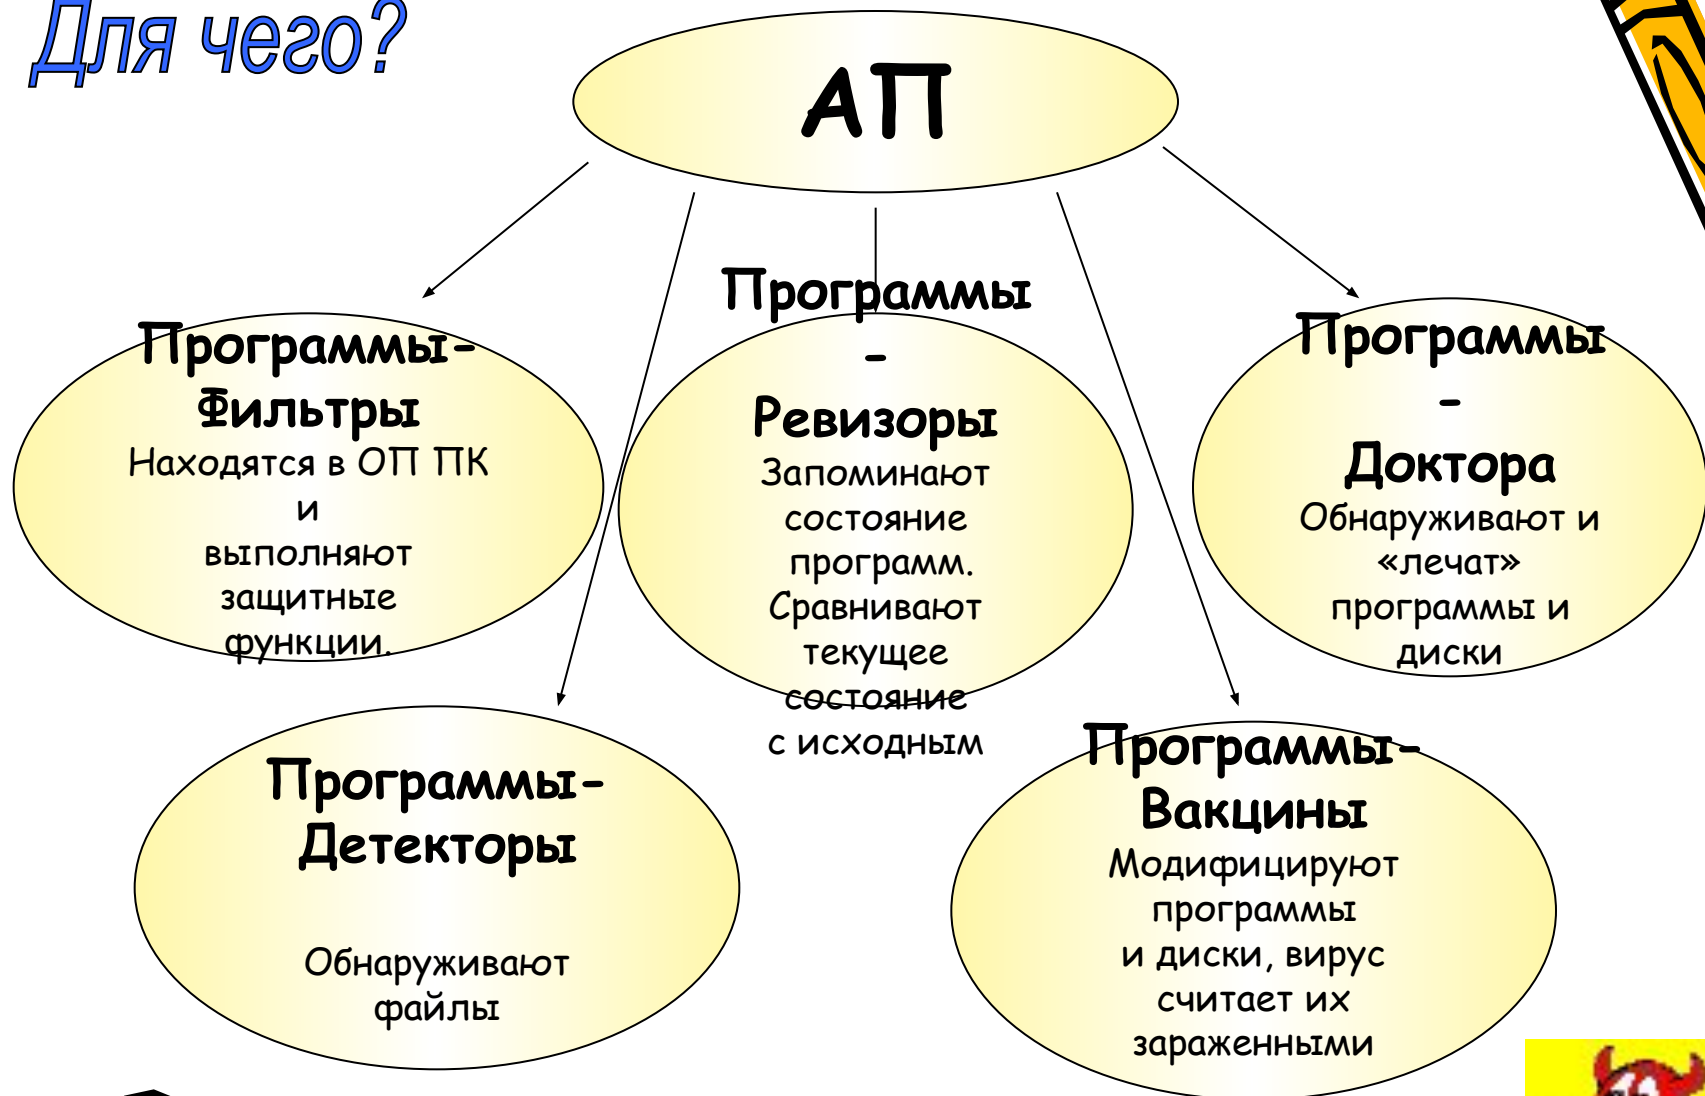 Для чего?
АП
Программы-
Фильтры
Находятся в ОП ПК
и
выполняют
защитные
функции.
Программы
-
Ревизоры
Запоминают
состояние
программ.
Сравнивают
текущее
состояние
с исходным
Программы
-
Доктора
Обнаруживают и
«лечат»
программы и
диски
Программы-
Детекторы
Обнаруживают
файлы
Программы-
Вакцины
Модифицируют
программы
и диски, вирус
считает их
зараженными